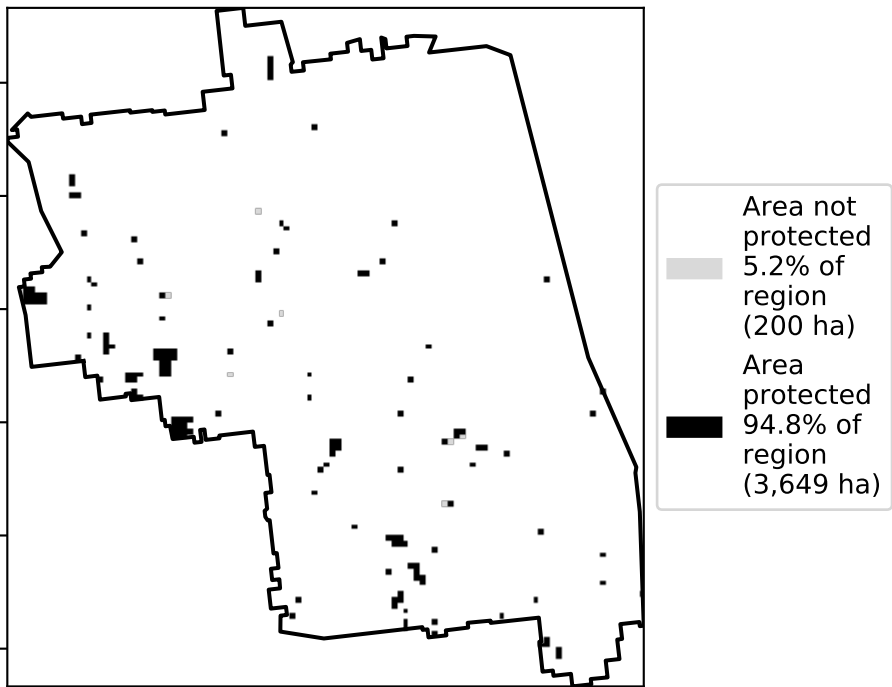 Area not
protected
5.2% of
region
(200 ha)
Area
protected
94.8% of
region
(3,649 ha)